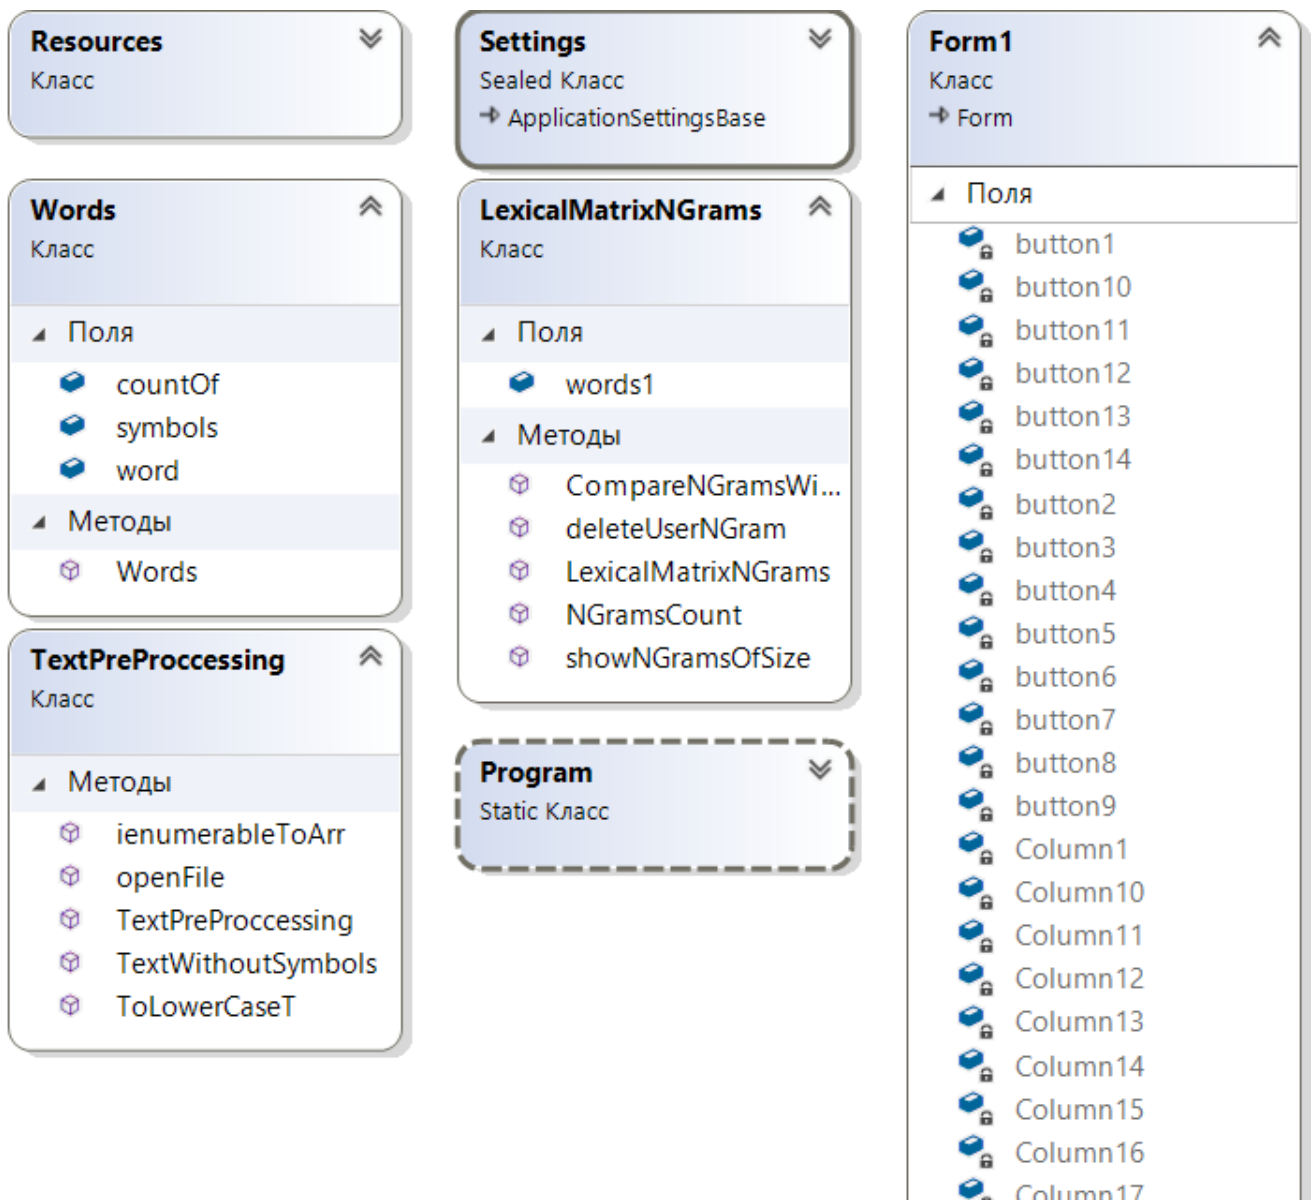 Resources
Класс
Words
Класс
Поля
countOf
symbols
word
Методы
Words
TextPreProccessing
Класс
Методы
ienumerableToArr
openFile
TextPreProccessing
TextWithoutSymbols
ToLowerCaseT
Settings
Sealed Класс
ApplicationSettingsBase
LexicalMatrixNGrams
Класс
Поля
words1
Методы
CompareNGramsWi...
deleteUserNGram
LexicalMatrixNGrams
NGramsCount
showNGramsOfSize
Program
Static Класс
Form1
Класс
Form
Поля
button1
button10
button11
button12
button13
button14
button2
button3
button4
button5
button6
button7
button8
button9
Column1
Column10
Column11
Column12
Column13
Column14
Column15
Column16
Column17